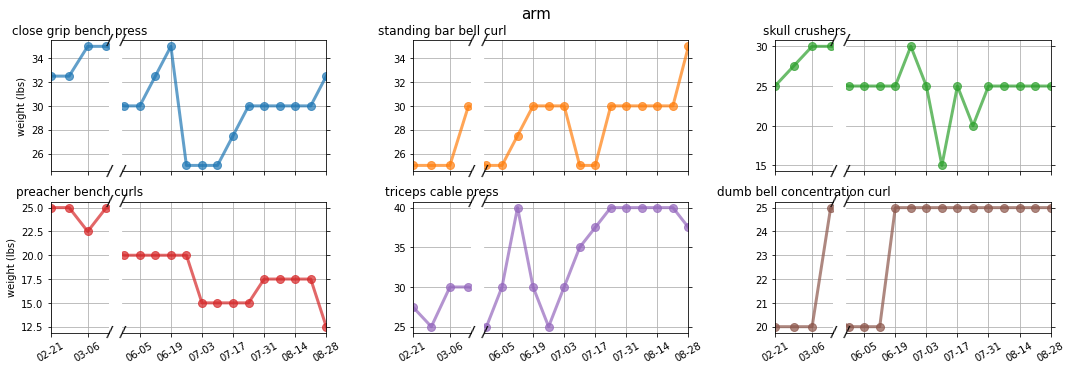 arm
close grip bench press
standing bar bell curl
skull crushers
weight (lbs)
34
32
30
28
26
34
32
30
28
26
30
25
20
15
preacher bench curls
triceps cable press
dumb bell concentration curl
weight (lbs)
25.0
22.5
20.0
17.5
15.0
12.5
40
35
30
25
25
24
23
22
21
20
02-21 03-06 06-05 06-19 07-03 07-17 07-31 08-14 08-28
02-21 03-06 06-05 06-19 07-03 07-17 07-31 08-14 08-28
02-21 03-06 06-05 06-19 07-03 07-17 07-31 08-14 08-28